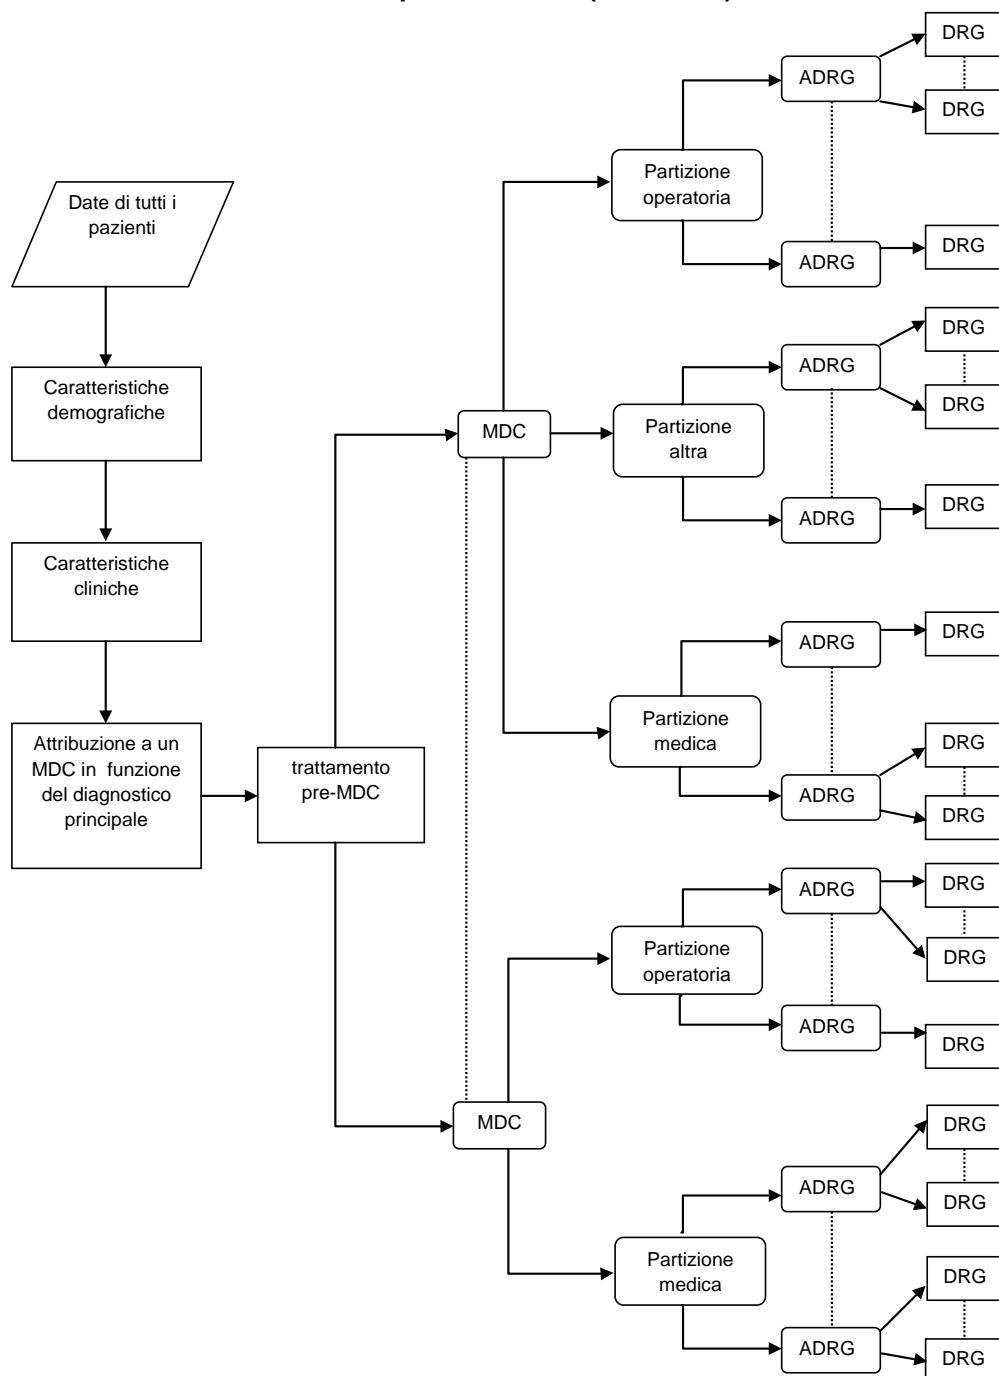 Date di tutti i
pazienti
Caratteristiche
demografiche
Caratteristiche
cliniche
Attribuzione a un
MDC in funzione
del diagnostico
principale
trattamento
pre-MDC
MDC
Partizione
operatoria
ADRG
DRG
DRG
ADRG
DRG
Partizione
altra
ADRG
DRG
DRG
ADRG
DRG
Partizione
medica
ADRG
DRG
ADRG
DRG
DRG
MDC
Partizione
operatoria
ADRG
DRG
DRG
ADRG
DRG
Partizione
medica
ADRG
DRG
DRG
ADRG
DRG
DRG